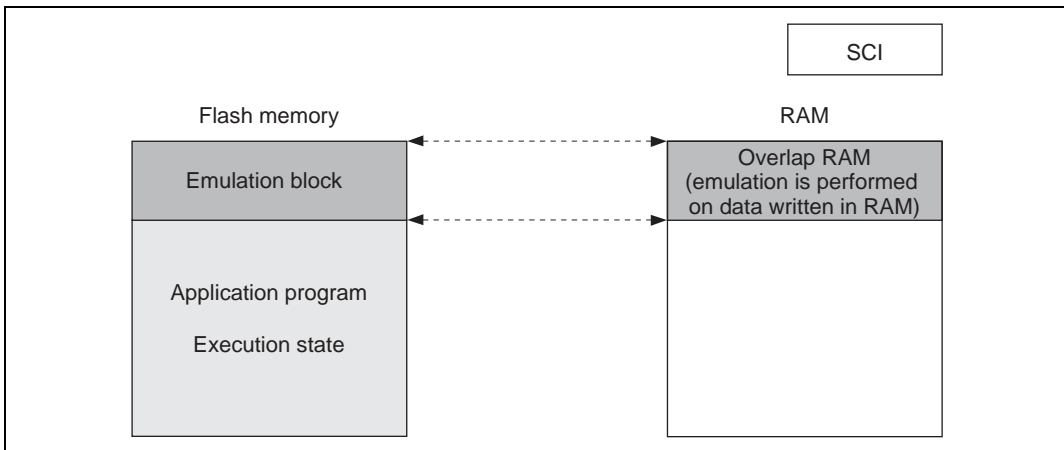 SCI
Flash memory
RAM
Emulation block
Overlap RAM
(emulation is performed
on data written in RAM)
Application program
Execution state